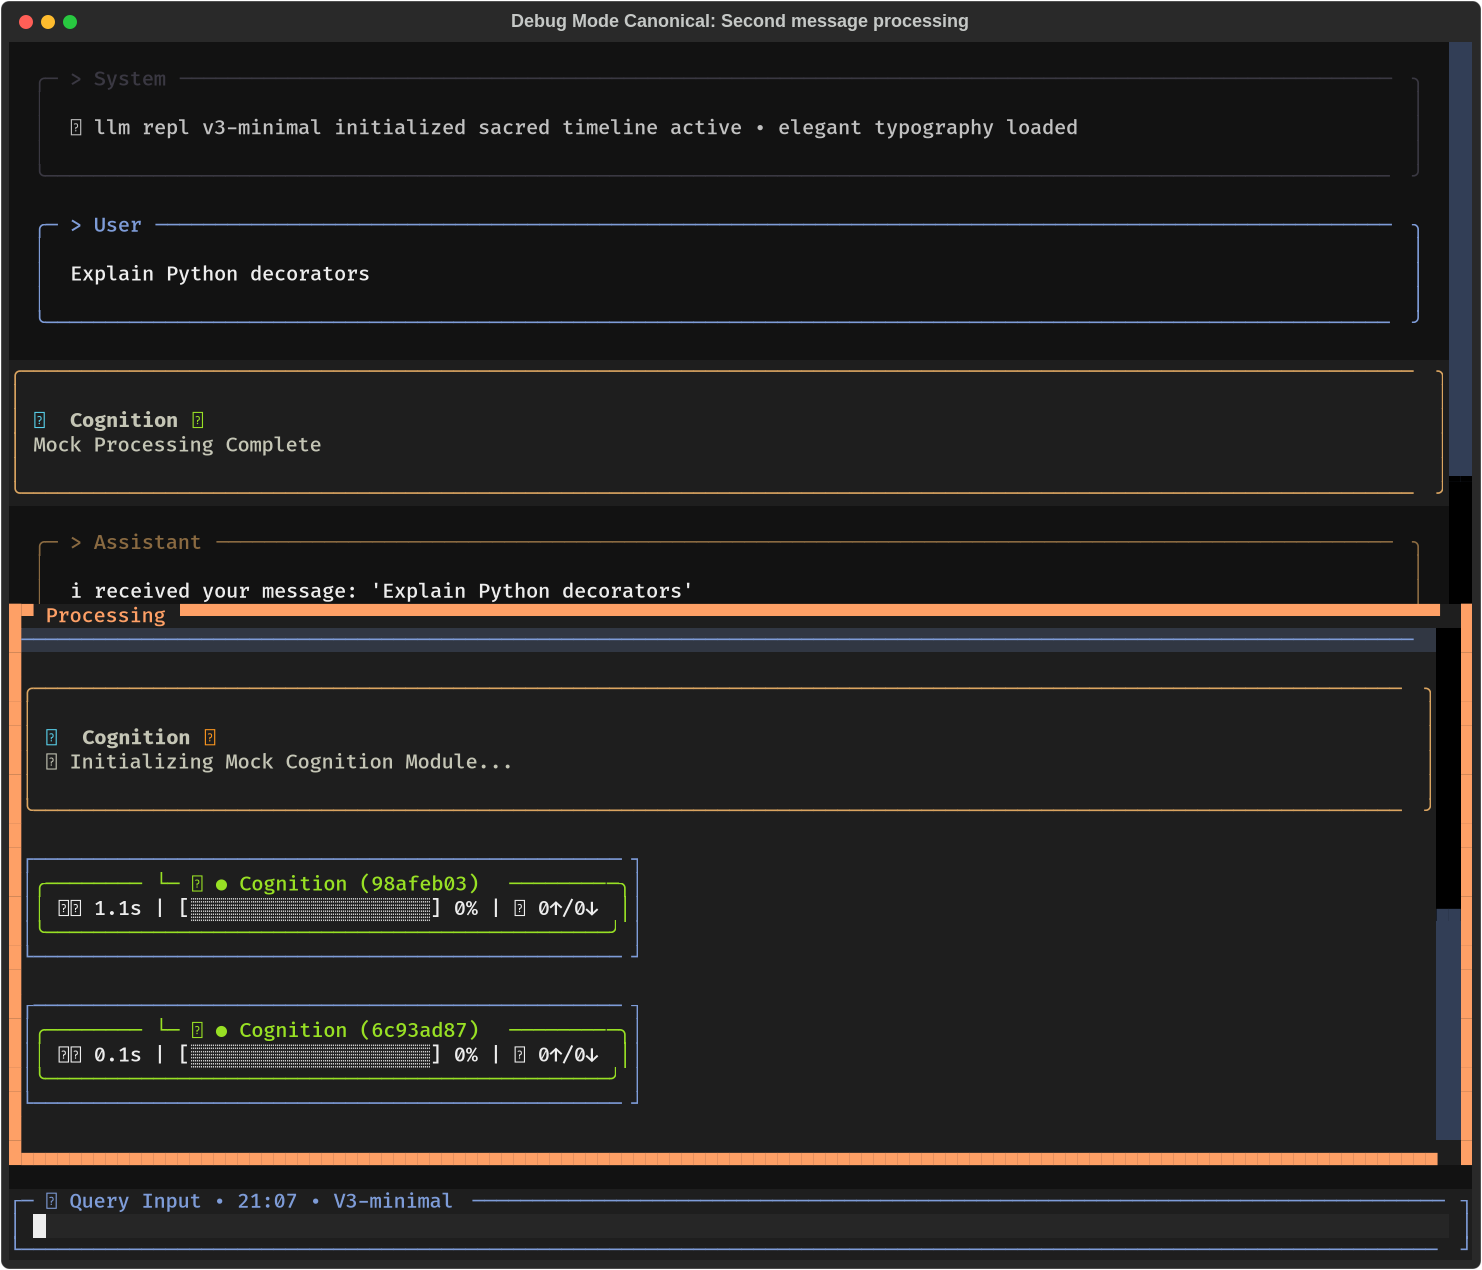 Debug Mode Canonical: Second message processing
> System
llm repl v3-minimal initialized sacred timeline active • elegant typography loaded
> User
Explain Python decorators
Cognition
Mock Processing Complete
> Assistant
i received your message: 'Explain Python decorators'
Processing
Cognition
Initializing Mock Cognition Module...
└─ ● Cognition (98afeb03)
1.1s | [░░░░░░░░░░░░░░░░░░░░] 0% | 0↑/0↓
└─ ● Cognition (6c93ad87)
0.1s | [░░░░░░░░░░░░░░░░░░░░] 0% | 0↑/0↓
Query Input • 21:07 • V3-minimal